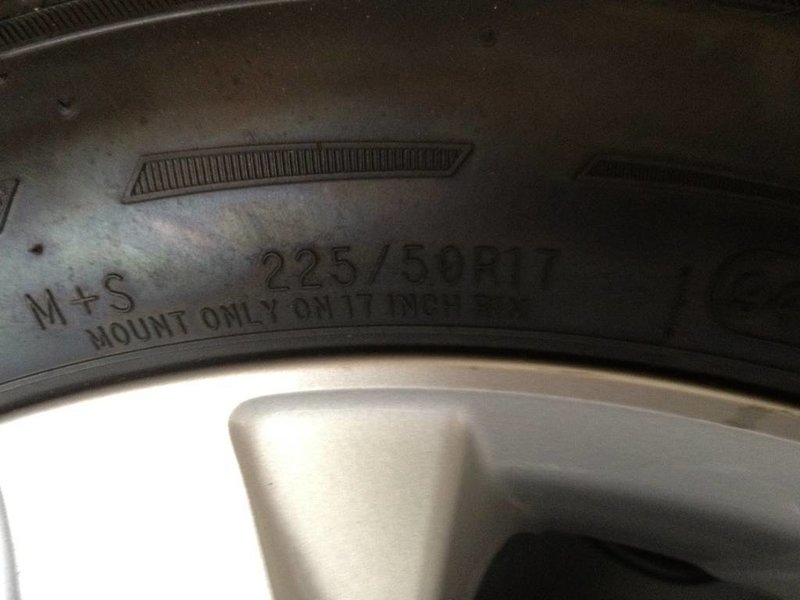 M+S 225/50R17
MOUNT ONLY ON 17 INCH RIM